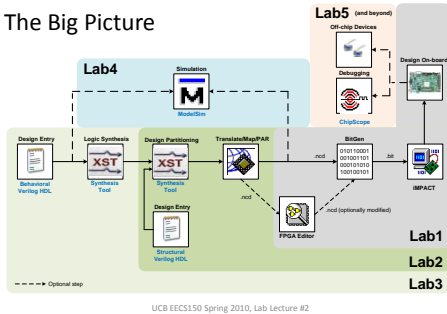 The Big Picture
Lab5 (and beyond)
Off-chip Devices
Debugging
ChipScope
Design On-board
Lab4
Simulation
M
ModelSim
Design Entry
Behavioral
Verilog HDL
Logic Synthesis
XST
Synthesis
Tool
Design Partitioning
XST
Synthesis
Tool
Translate/Map/PAR
.ncd
BitGen
010110001
001001101
000101010
100100101
.bit
iMPACT
Design Entry
Structural
Verilog HDL
.ncd
FPGA Editor
.ncd (optionally modified)
Lab1
Lab2
Lab3
Optional step
UCB EECS150 Spring 2010, Lab Lecture #2